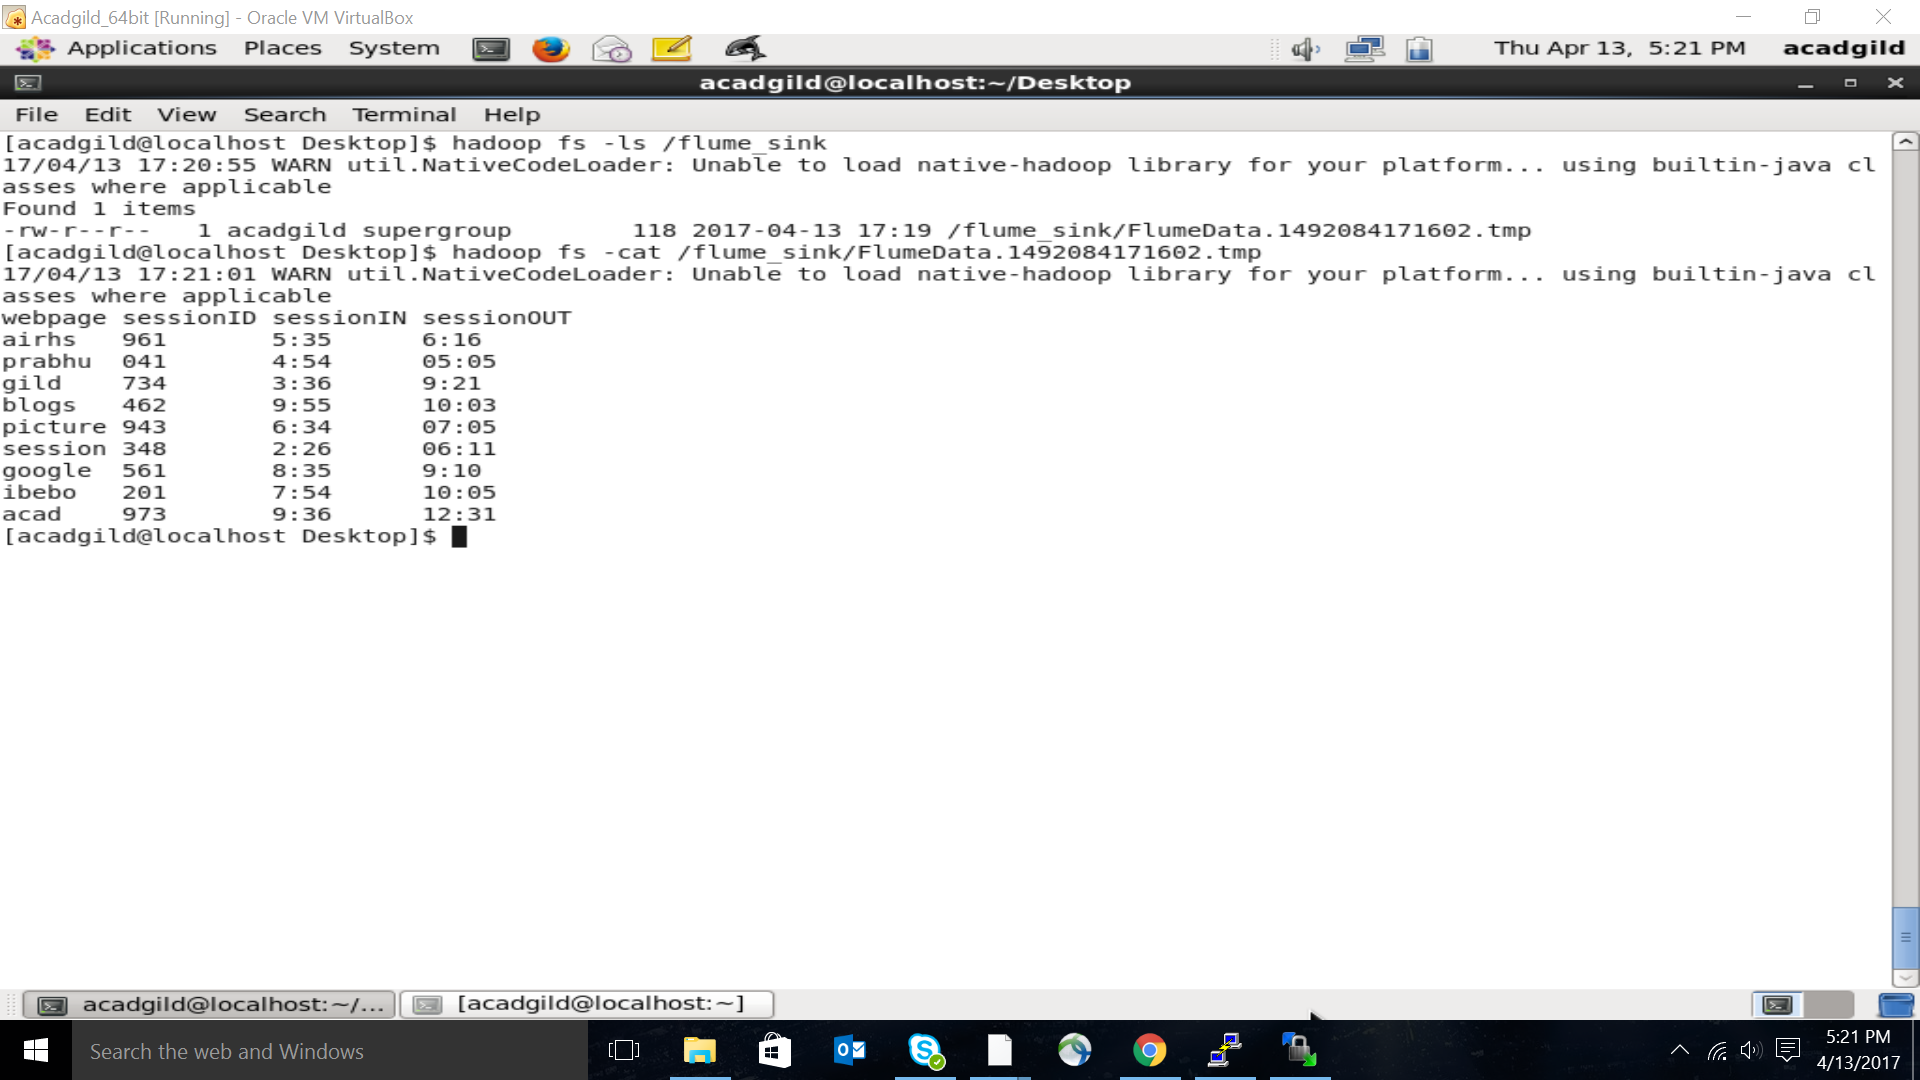 Acadgild_64bit [Running] - Oracle VM VirtualBox
Applications Places System Thu Apr 13, 5:21 PM acadgild
acadgild@localhost:~/Desktop
File Edit View Search Terminal Help
[acadgild@localhost Desktop]$ hadoop fs -ls /flume_sink
17/04/13 17:20:55 WARN util.NativeCodeLoader: Unable to load native-hadoop library for your platform... using builtin-java cl
asses where applicable
Found 1 items
-rw-r--r-- 1 acadgild supergroup 118 2017-04-13 17:19 /flume_sink/FlumeData.1492084171602.tmp
[acadgild@localhost Desktop]$ hadoop fs -cat /flume_sink/FlumeData.1492084171602.tmp
17/04/13 17:21:01 WARN util.NativeCodeLoader: Unable to load native-hadoop library for your platform... using builtin-java cl
asses where applicable
webpage sessionID sessionIN sessionOUT
airhs 961 5:35 6:16
prabhu 041 4:54 05:05
gild 734 3:36 9:21
blogs 462 9:55 10:03
picture 943 6:34 07:05
session 348 2:26 06:11
google 561 8:35 9:10
ibebo 201 7:54 10:05
acad 973 9:36 12:31
[acadgild@localhost Desktop]$
acadgild@localhost:~/... [acadgild@localhost:~]
Search the web and Windows
5:21 PM
4/13/2017